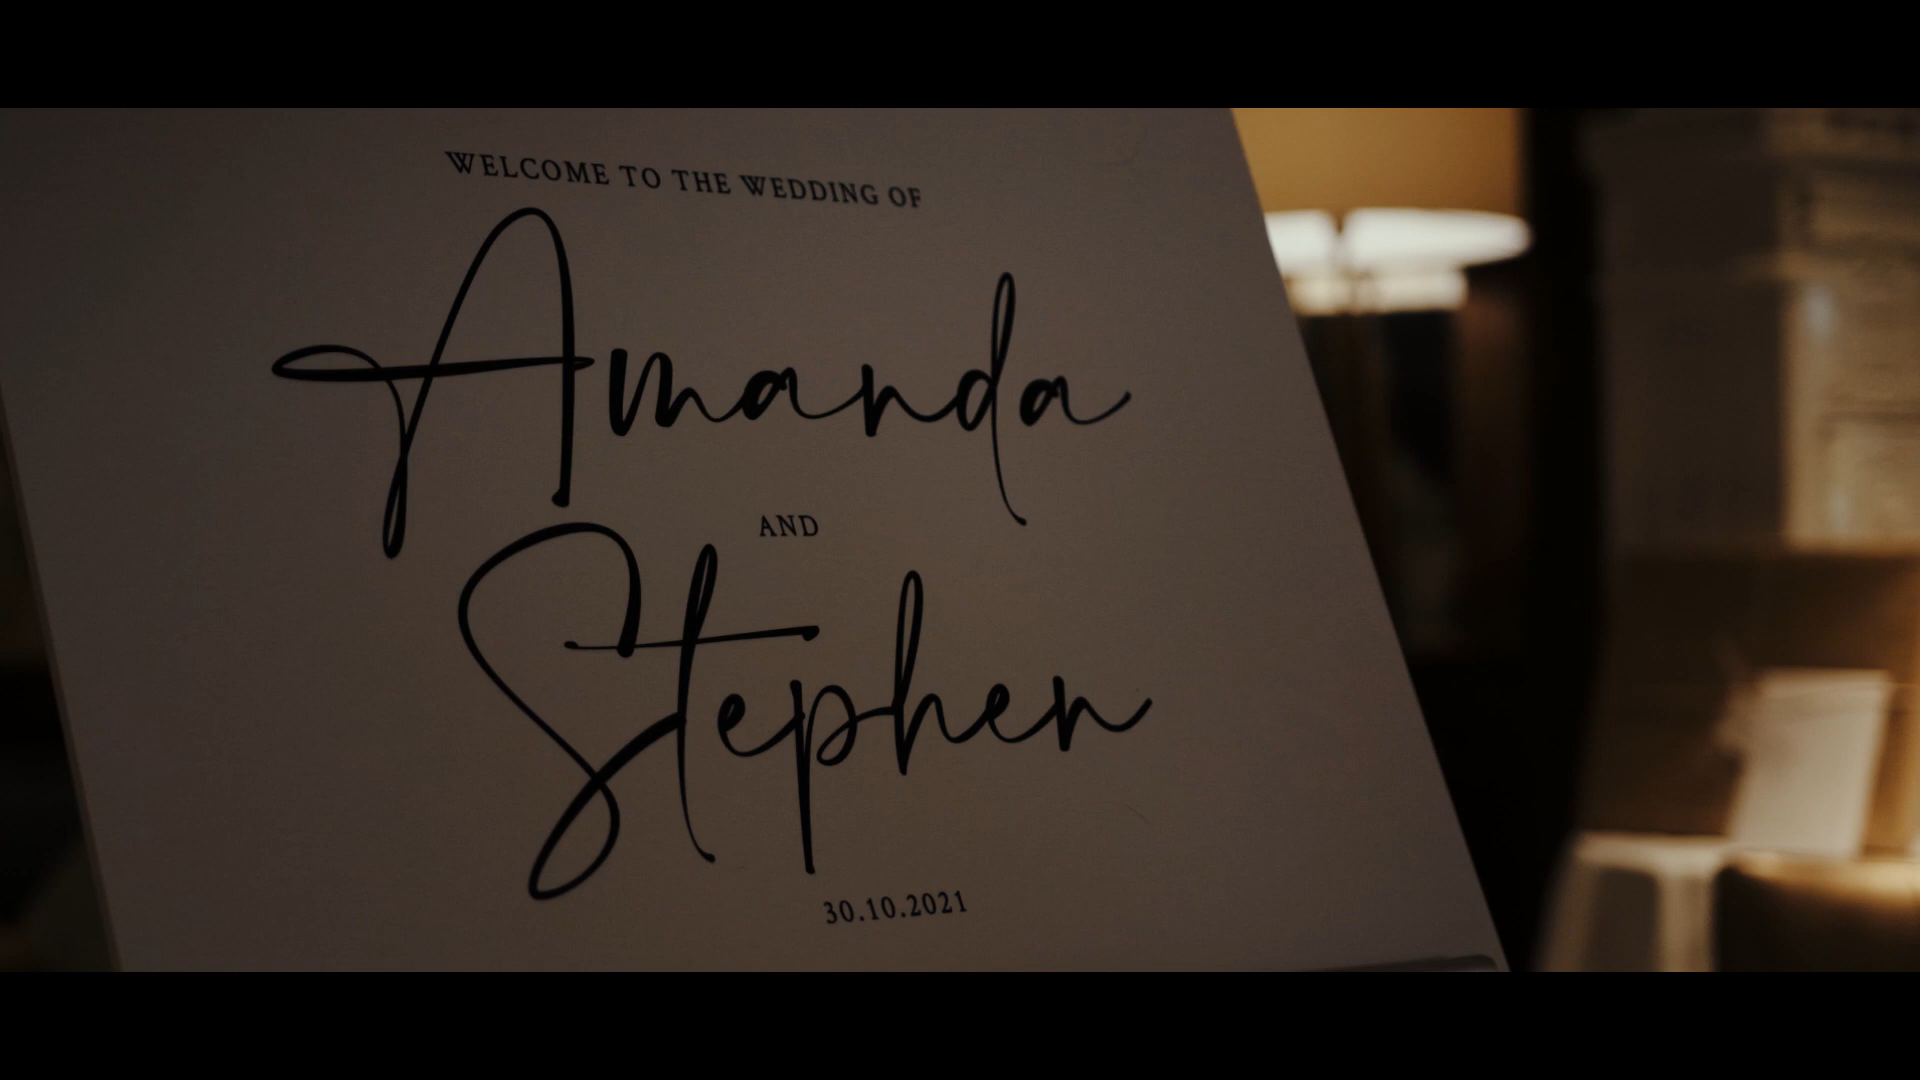 WELCOME TO THE WEDDING OF
Amanda
AND
Stephen
30.10.2021